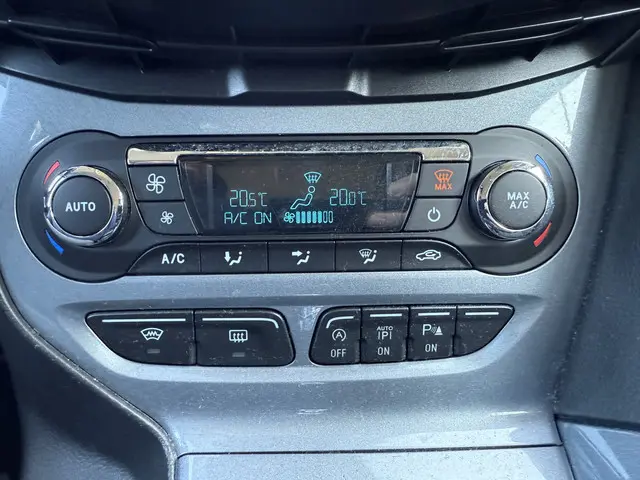 AUTO
20.5°C
20.0°C
A/C ON
MAX
MAX
A/C
A/C
OFF
AUTO
(P)
ON
P
ON